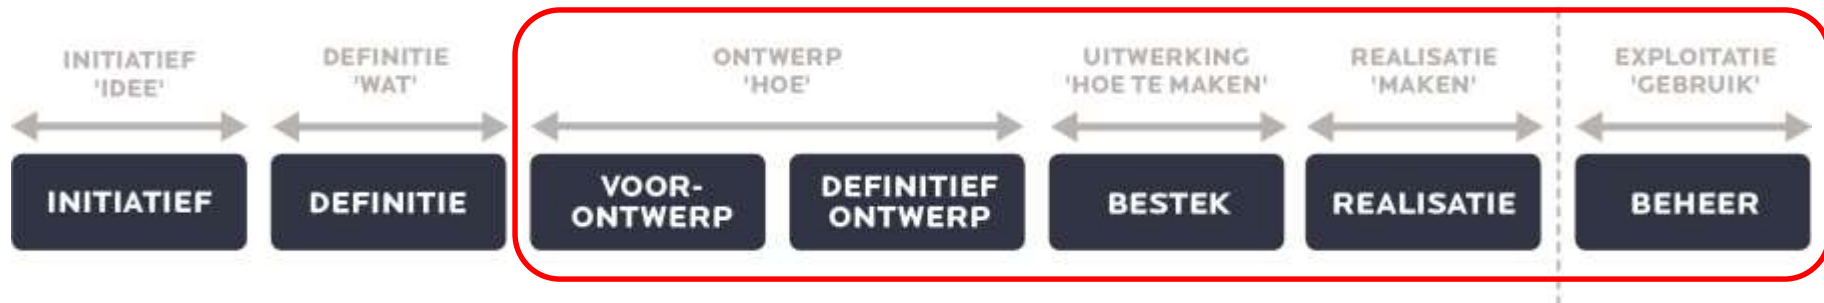 INITIATIEF
'IDEE'
DEFINITIE
'WAT'
ONTWERP
'HOE'
UITWERKING
'HOE TE MAKEN'
REALISATIE
'MAKEN'
EXPLOITATIE
'GEBRUIK'
INITIATIEF
DEFINITIE
VOOR-
ONTWERP
DEFINITIEF
ONTWERP
BESTEK
REALISATIE
BEHEER